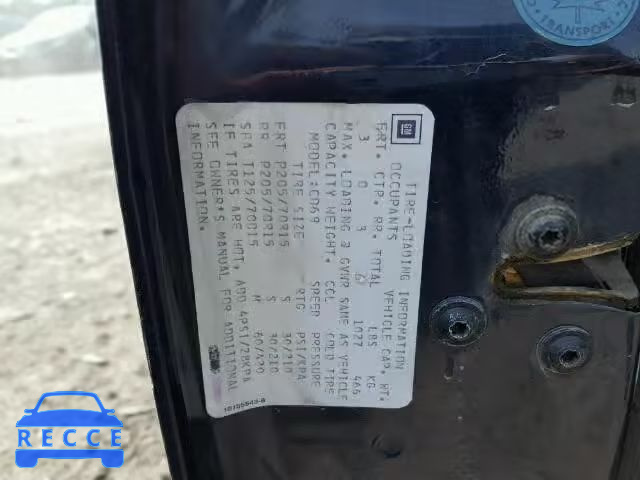 TRANSPORT
GM
TIRE-LOADING INFORMATION
OCCUPANTS VEHICLE CAP. WT.
FRT. CTR. RR. TOTAL LBS KG
3 0 3 6 1027 466
MAX. LOADING & GVWR SAME AS VEHICLE
CAPACITY WEIGHT. CCL COLD TIRE
MODEL:CD69 SPEED PRESSURE
TIRE SIZE RTG PSI/KPA
FRT P205/70R15 S 30/210
RR P205/70R15 S 30/210
SPA T125/70D15 M 60/420
IF TIRES ARE HOT, ADD 4PSI/28KPA
SEE OWNER'S MANUAL FOR ADDITIONAL
INFORMATION.
RECCE